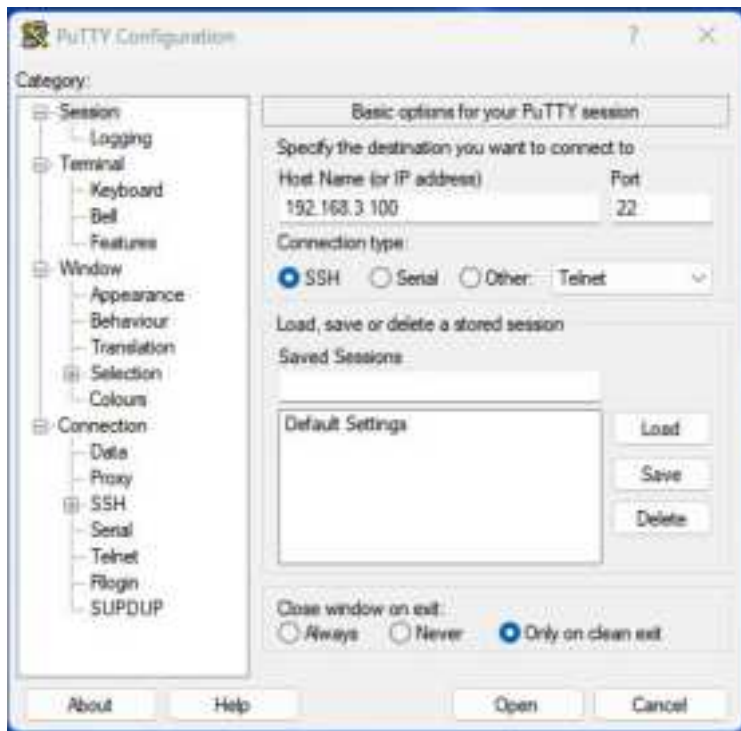 PuTTY Configuration
? ×
Category:
Session
Logging
Terminal
Keyboard
Bell
Features
Window
Appearance
Behaviour
Translation
Selection
Colours
Connection
Data
Proxy
SSH
Serial
Telnet
Rlogin
SUPDUP
Basic options for your PuTTY session
Specify the destination you want to connect to
Host Name (or IP address) Port
192.168.3.100 22
Connection type:
SSH Serial Other: Telnet
Load, save or delete a stored session
Saved Sessions
Default Settings
Load
Save
Delete
Close window on exit:
Always Never Only on clean exit
About Help Open Cancel